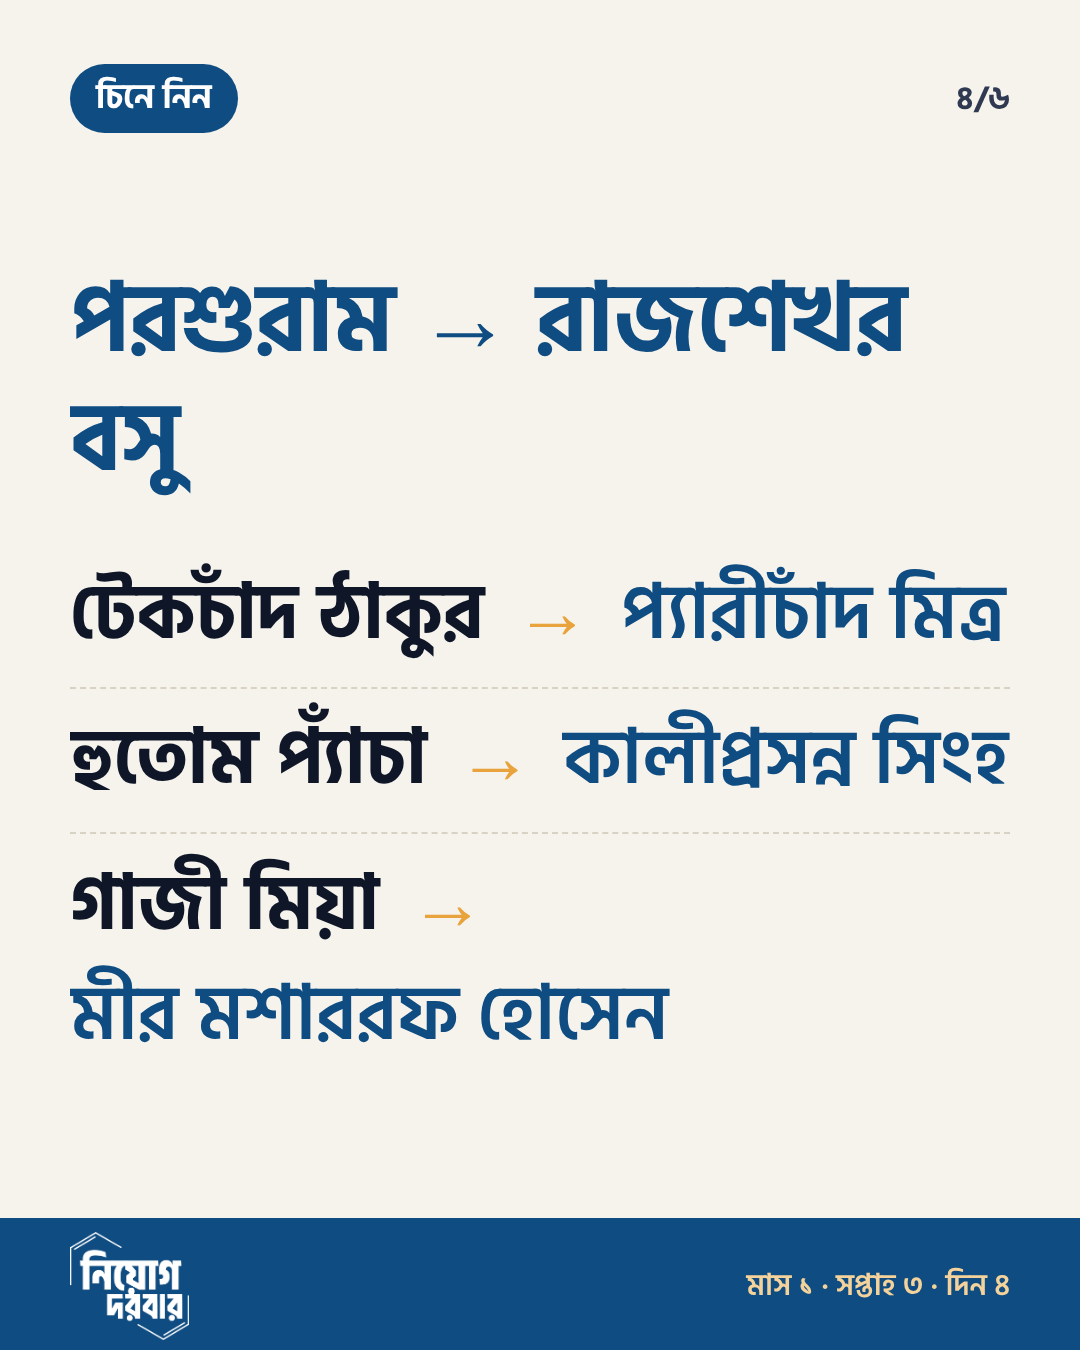 চিনে নিন
৪/৬
পরশুরাম → রাজশেখর
বসু
টেকচাঁদ ঠাকুর → প্যারীচাঁদ মিত্র
হুতোম প্যাঁচা → কালীপ্রসন্ন সিংহ
গাজী মিয়া →
মীর মশাররফ হোসেন
নিয়োগ
দরবার
মাস ১ · সপ্তাহ ৩ · দিন ৪